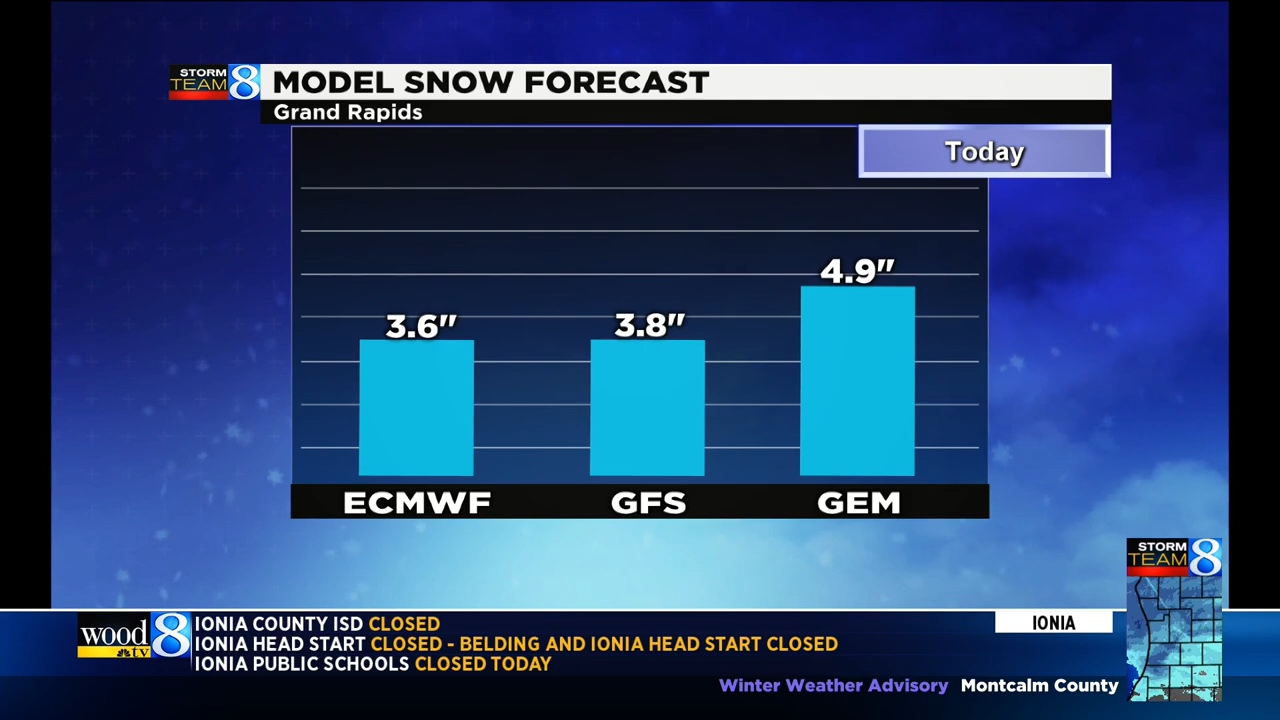 STORM
TEAM 8
MODEL SNOW FORECAST
Grand Rapids
Today
3.6"
3.8"
4.9"
ECMWF
GFS
GEM
STORM
TEAM 8
wood
tv
8
IONIA COUNTY ISD CLOSED
IONIA HEAD START CLOSED - BELDING AND IONIA HEAD START CLOSED
IONIA PUBLIC SCHOOLS CLOSED TODAY
IONIA
Winter Weather Advisory Montcalm County